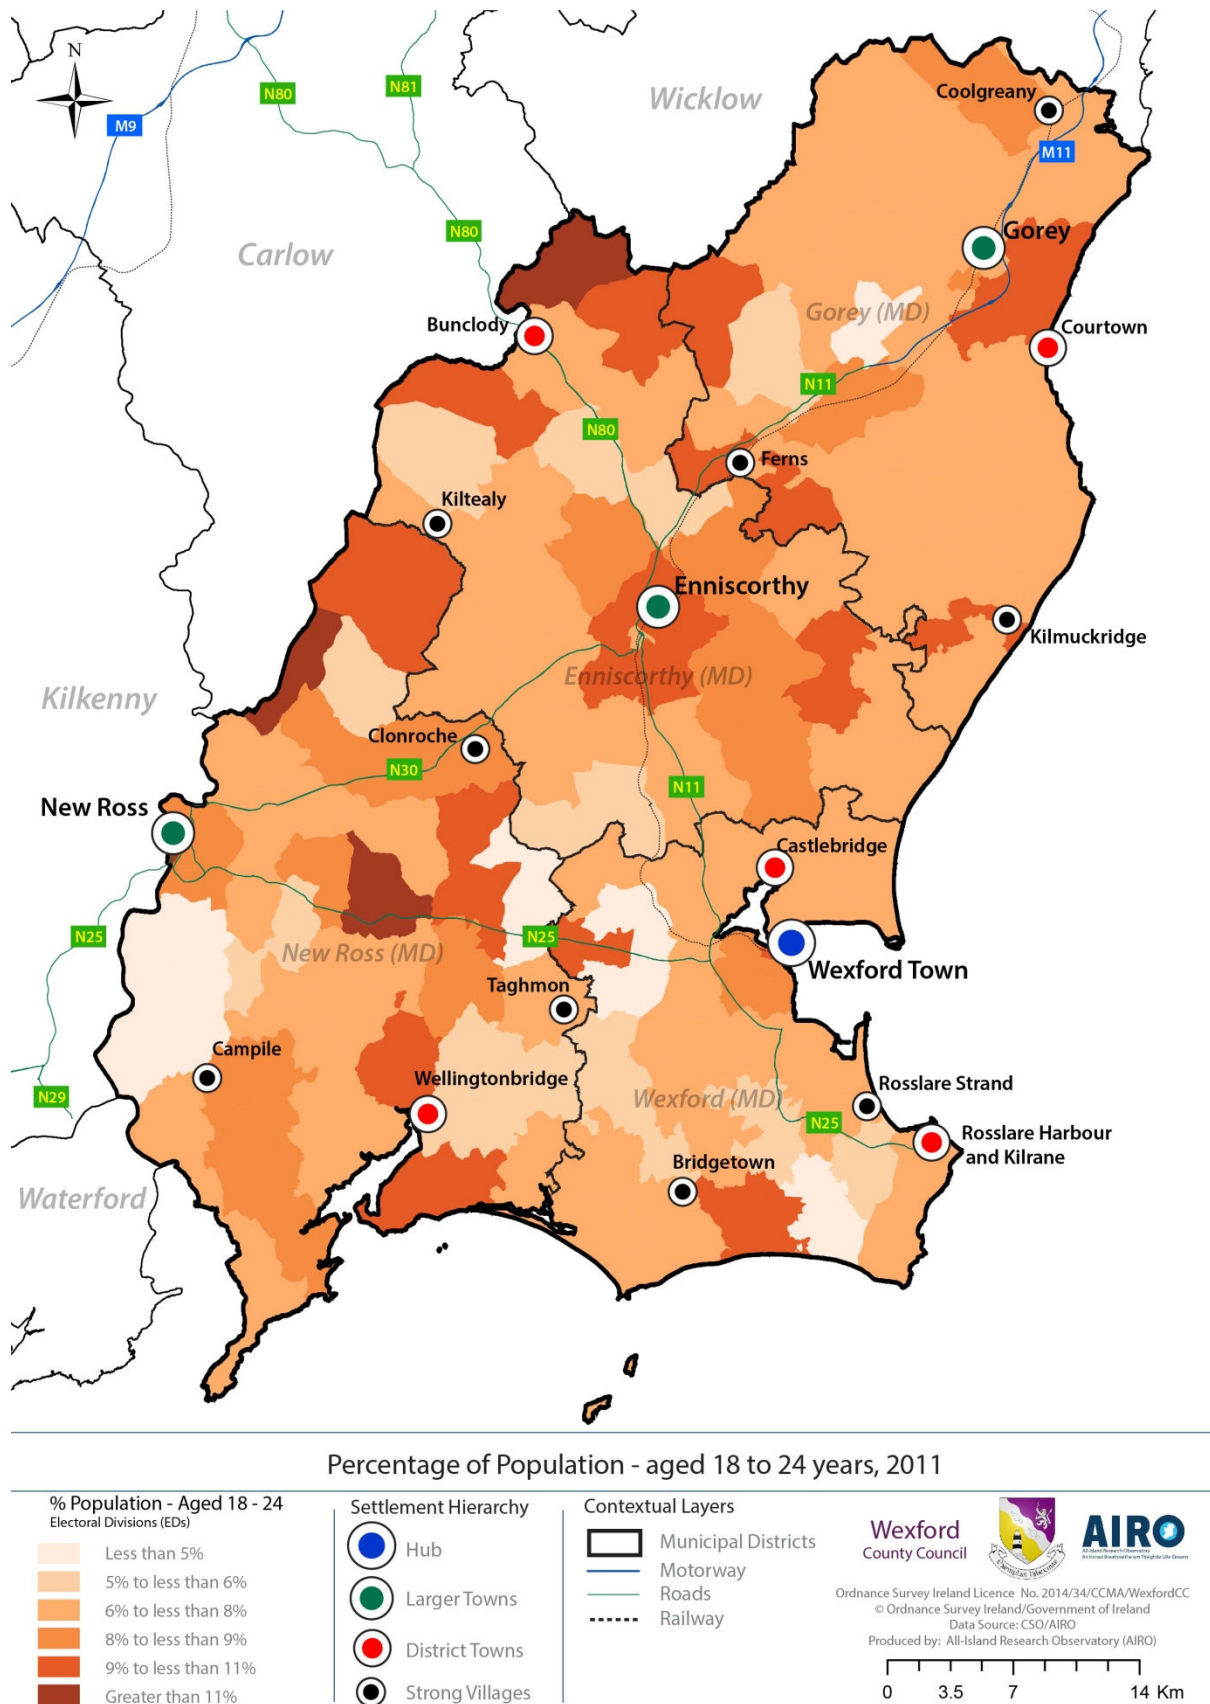 N
N80
N81
Wicklow
Coolgreany
M9
M11
N80
Carlow
Gorey
Gorey (MD)
Bunclody
Courtown
N11
N80
Ferns
Kiltealy
Enniscorthy
Kilmuckridge
Enniscorthy (MD)
Kilkenny
Clonroche
N30
N11
New Ross
Castlebridge
N25
N25
New Ross (MD)
Wexford Town
Taghmon
Campile
Wellingtonbridge
Rosslare Strand
N29
Wexford (MD)
N25
Rosslare Harbour
and Kilrane
Bridgetown
Waterford
Percentage of Population - aged 18 to 24 years, 2011
% Population - Aged 18 - 24
Electoral Divisions (EDs)
Less than 5%
5% to less than 6%
6% to less than 8%
8% to less than 9%
9% to less than 11%
Greater than 11%
Settlement Hierarchy
Hub
Larger Towns
District Towns
Strong Villages
Contextual Layers
Municipal Districts
Motorway
Roads
Railway
Wexford
County Council
AIRO
All-Island Research Observatory
Ordnance Survey Ireland Licence No. 2014/34/CCMA/WexfordCC
© Ordnance Survey Ireland/Government of Ireland
Data Source: CSO/AIRO
Produced by: All-Island Research Observatory (AIRO)
0 3.5 7 14 Km